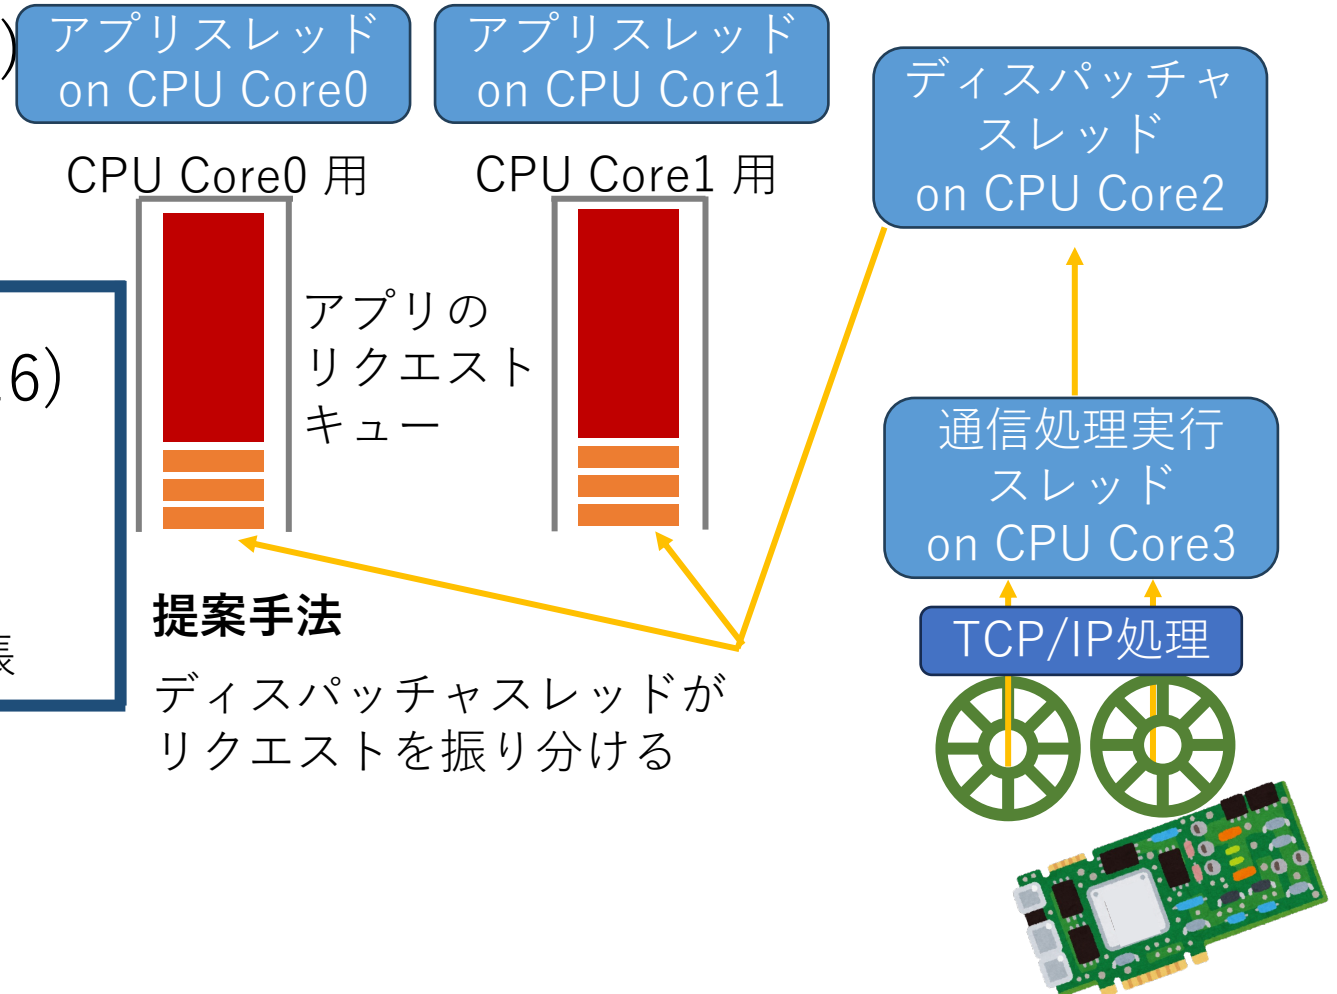 )
アプリスレッド
on CPU Core0
アプリスレッド
on CPU Core1
ディスパッチャ
スレッド
on CPU Core2
CPU Core0 用
CPU Core1 用
アプリの
リクエスト
キュー
6)
通信処理実行
スレッド
on CPU Core3
TCP/IP処理
提案手法
ディスパッチャスレッドが
リクエストを振り分ける